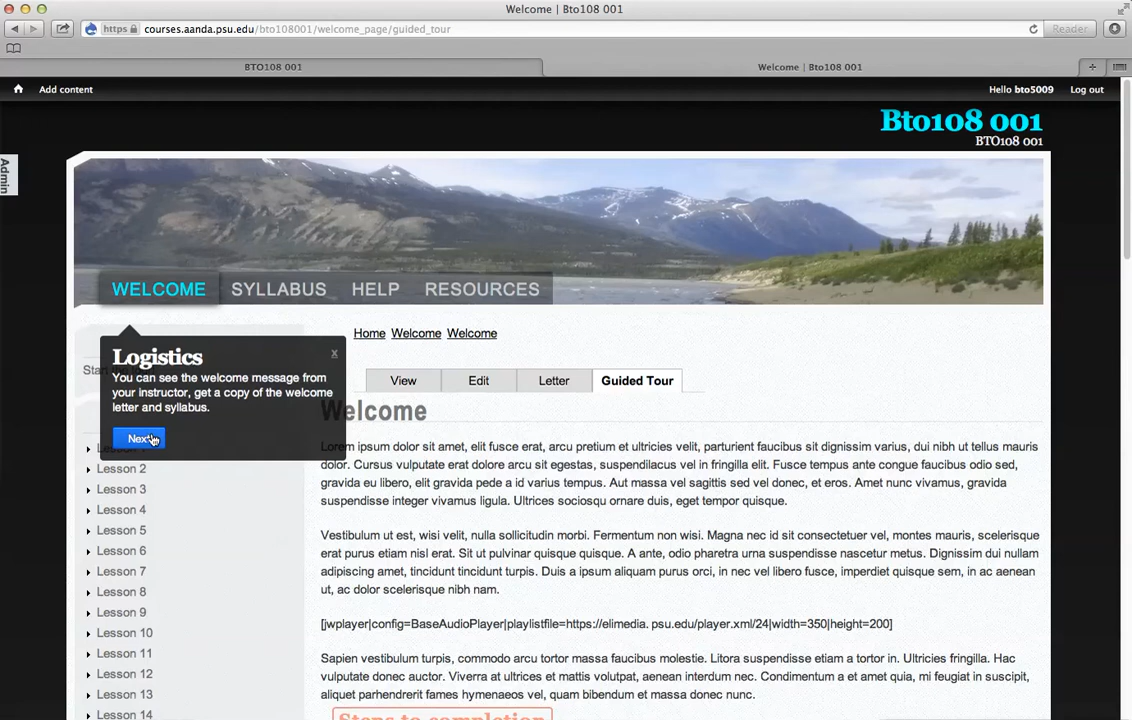 Welcome | Bto108 001
https courses.aanda.psu.edu/bto108001/welcome_page/guided_tour
Reader
BTO108 001
Welcome | Bto108 001
Add content
Hello bto5009
Log out
Bto108 001
BTO108 001
Admin
WELCOME
SYLLABUS
HELP
RESOURCES
Home Welcome Welcome
Logistics
x
You can see the welcome message from
your instructor, get a copy of the welcome
letter and syllabus.
Next
View
Edit
Letter
Guided Tour
Welcome
Lorem ipsum dolor sit amet, elit fusce erat, arcu pretium et ultricies velit, parturient faucibus sit dignissim varius, dui nibh ut tellus mauris
dolor. Cursus vulputate erat dolore arcu sit egestas, suspendilacus vel in fringilla elit. Fusce tempus ante congue faucibus odio sed,
gravida eu libero, elit gravida pede a id varius tempus. Aut massa vel sagittis sed vel donec, et eros. Amet nunc vivamus, gravida
suspendisse integer vivamus ligula. Ultrices sociosqu ornare duis, eget tempor quisque.
Vestibulum ut est, wisi velit, nulla sollicitudin morbi. Fermentum non wisi. Magna nec id sit consectetuer vel, montes mauris, scelerisque
erat purus etiam nisl erat. Sit ut pulvinar quisque quisque. A ante, odio pharetra urna suspendisse nascetur metus. Dignissim dui nullam
adipiscing amet, tincidunt tincidunt turpis. Duis a ipsum aliquam purus orci, in nec vel libero fusce, imperdiet quisque sem, in ac aenean
ut, ac dolor scelerisque nibh nam.
[jwplayer|config=BaseAudioPlayer|playlistfile=https://elimedia. psu.edu/player.xml/24|width=350|height=200]
Sapien vestibulum turpis, commodo arcu tortor massa faucibus molestie. Litora suspendisse etiam a tortor in. Ultricies fringilla. Hac
vulputate donec auctor. Viverra at ultrices et mattis volutpat, aenean interdum nec. Condimentum a et amet quia, mi feugiat in suscipit,
aliquet parhendrerit fames hymenaeos vel, quam bibendum et massa donec nunc.
Steps to completion
Lesson 2
Lesson 3
Lesson 4
Lesson 5
Lesson 6
Lesson 7
Lesson 8
Lesson 9
Lesson 10
Lesson 11
Lesson 12
Lesson 13
Lesson 14